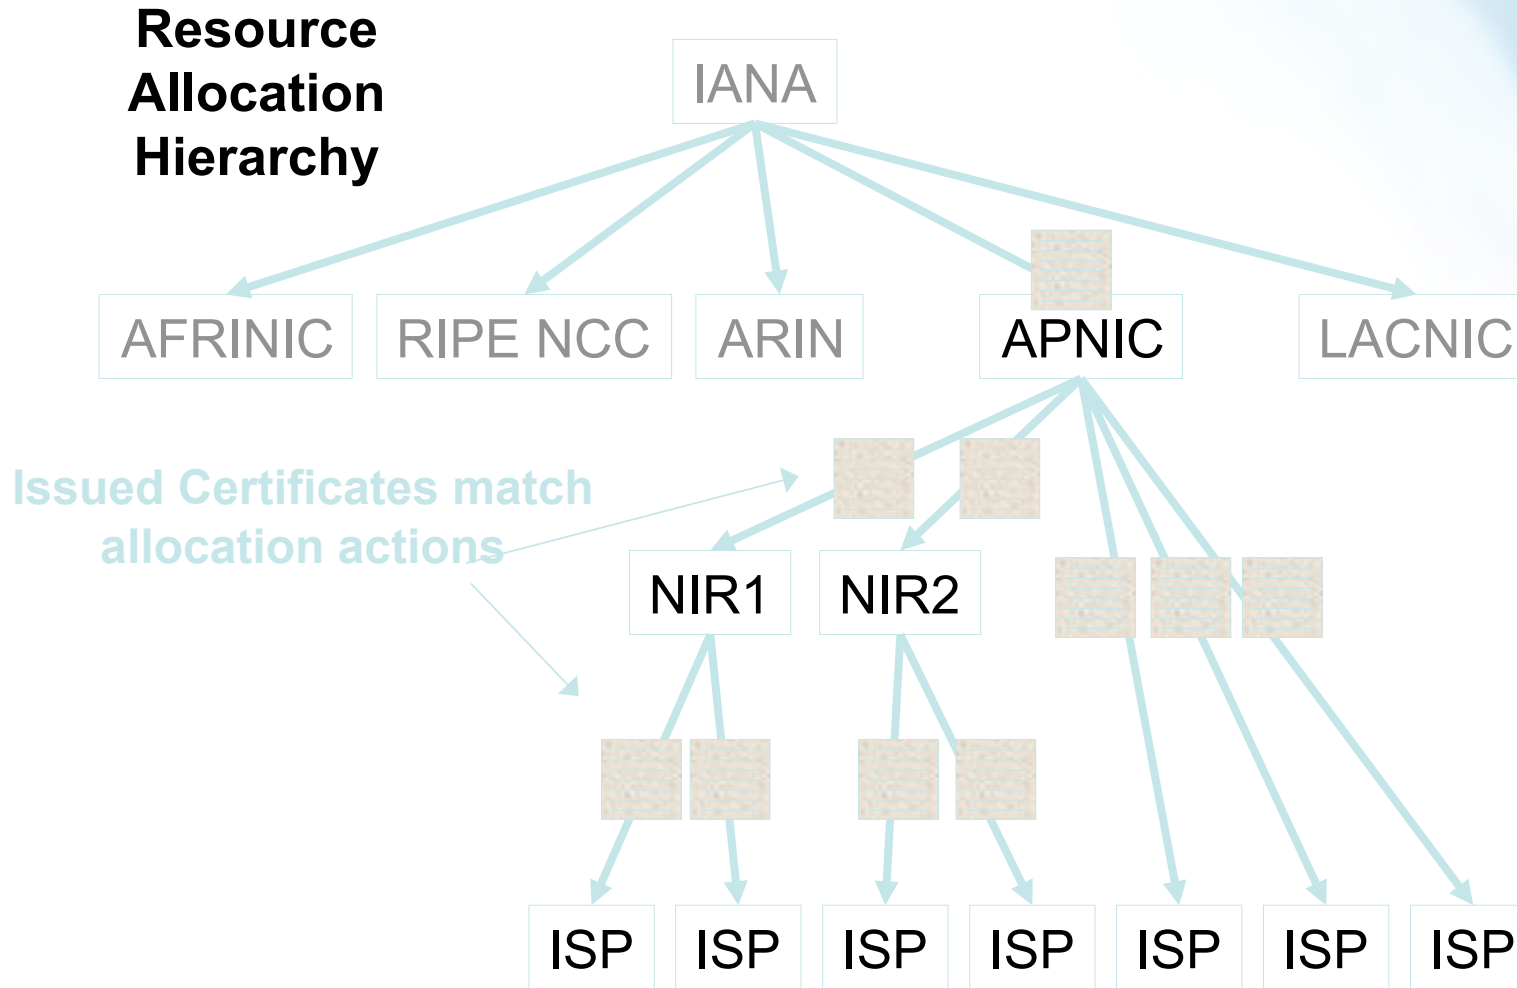 Resource
Allocation
Hierarchy
IANA
AFRINIC
RIPE NCC
ARIN
APNIC
LACNIC
Issued Certificates match
allocation actions
NIR1
NIR2
ISP
ISP
ISP
ISP
ISP
ISP
ISP